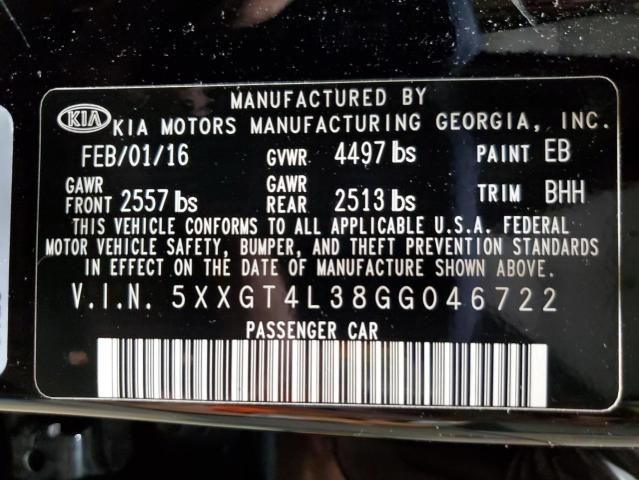 MANUFACTURED BY
KIA KIA MOTORS MANUFACTURING GEORGIA, INC.
FEB/01/16 GVWR 4497 lbs PAINT EB
GAWR FRONT 2557 lbs GAWR REAR 2513 lbs TRIM BHH
THIS VEHICLE CONFORMS TO ALL APPLICABLE U.S.A. FEDERAL
MOTOR VEHICLE SAFETY, BUMPER, AND THEFT PREVENTION STANDARDS
IN EFFECT ON THE DATE OF MANUFACTURE SHOWN ABOVE.
V.I.N. 5XXGT4L38GG046722
PASSENGER CAR